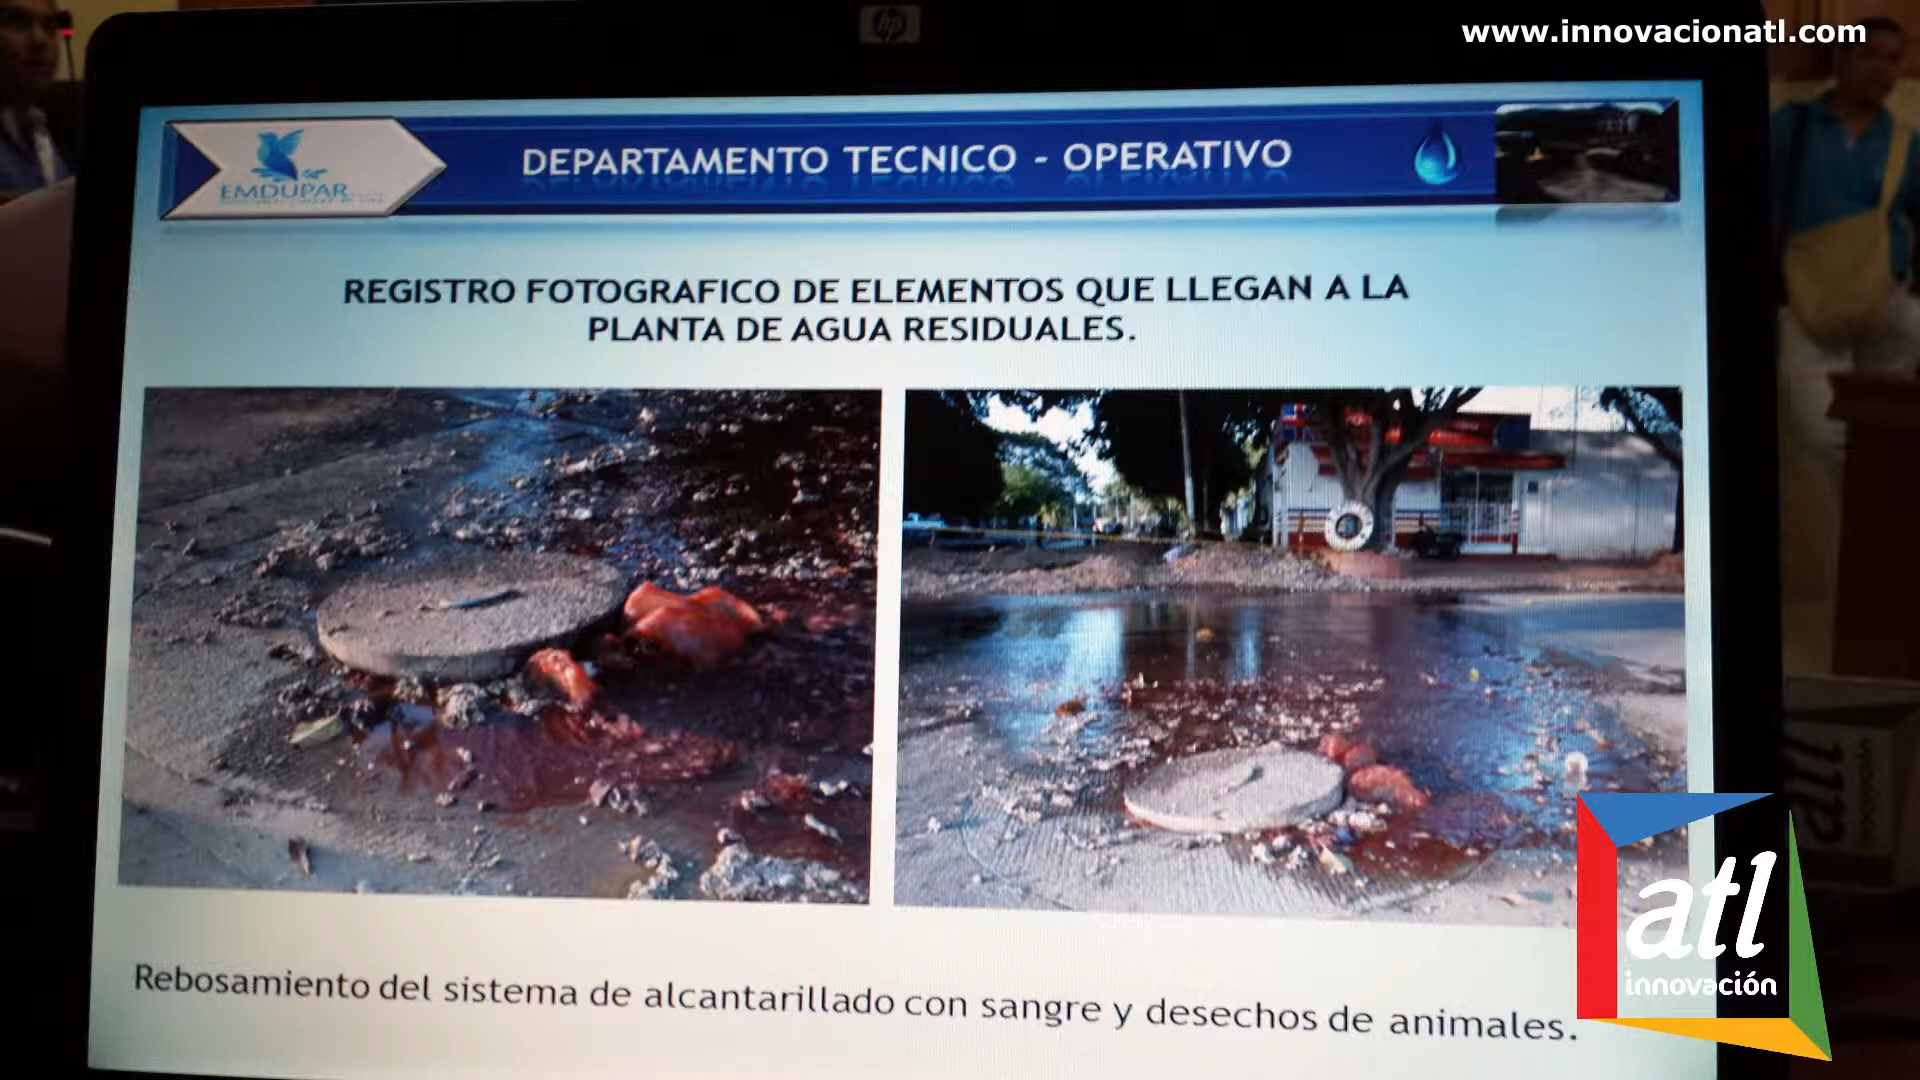 www.innovacionatl.com
hp
EMDUPAR
DEPARTAMENTO TECNICO - OPERATIVO
REGISTRO FOTOGRAFICO DE ELEMENTOS QUE LLEGAN A LA
PLANTA DE AGUA RESIDUALES.
Rebosamiento del sistema de alcantarillado con sangre y desechos de animales.
atl
innovación